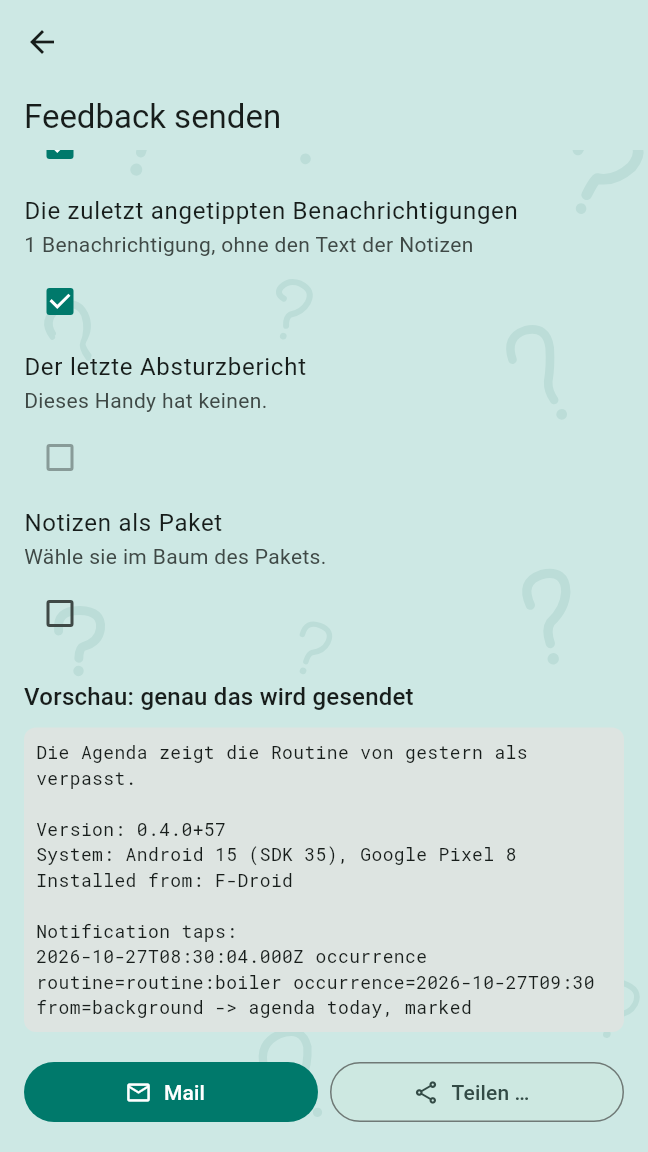 Feedback senden
Die zuletzt angetippten Benachrichtigungen
1 Benachrichtigung, ohne den Text der Notizen
Der letzte Absturzbericht
Dieses Handy hat keinen.
Notizen als Paket
Wähle sie im Baum des Pakets.
Vorschau: genau das wird gesendet
Die Agenda zeigt die Routine von gestern als
verpasst.
Version: 0.4.0+57
System: Android 15 (SDK 35), Google Pixel 8
Installed from: F-Droid
Notification taps:
2026-10-27T08:30:04.000Z occurrence
routine=routine:boiler occurrence=2026-10-27T09:30
from=background -> agenda today, marked
Mail
Teilen …